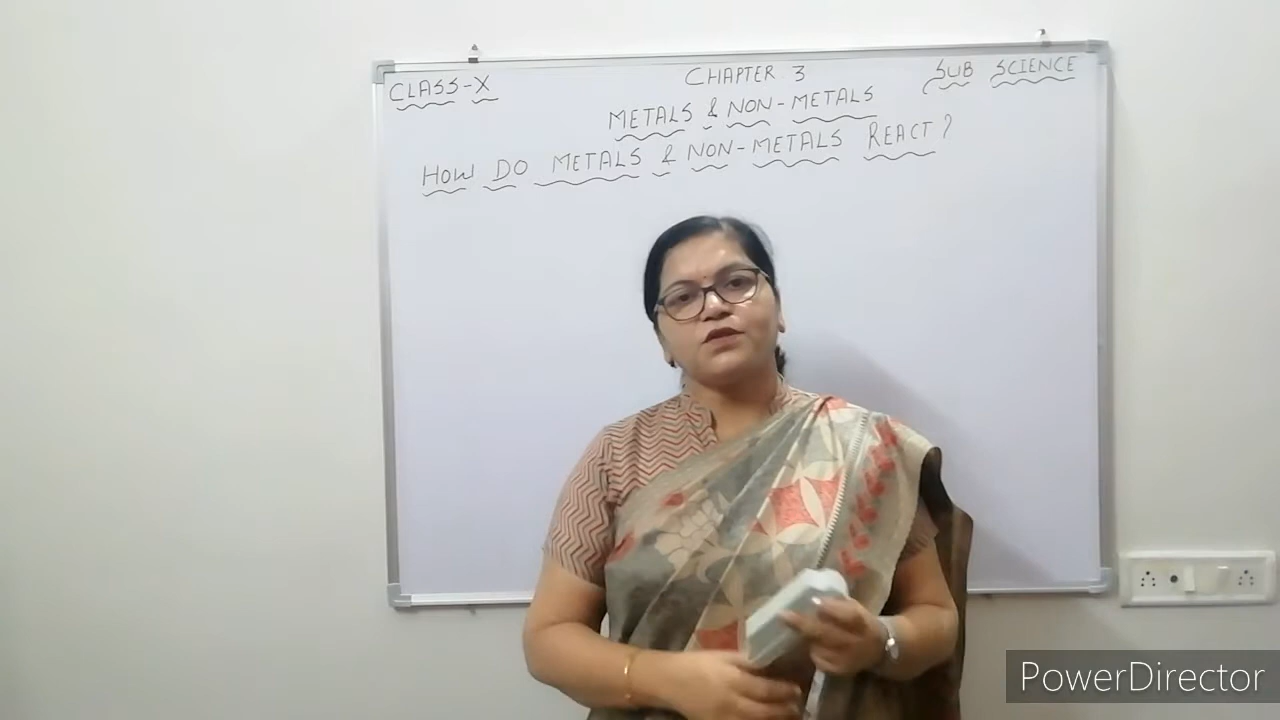 CLASS-X CHAPTER 3 SUB SCIENCE
METALS & NON-METALS
HOW DO METALS & NON-METALS REACT?
PowerDirector